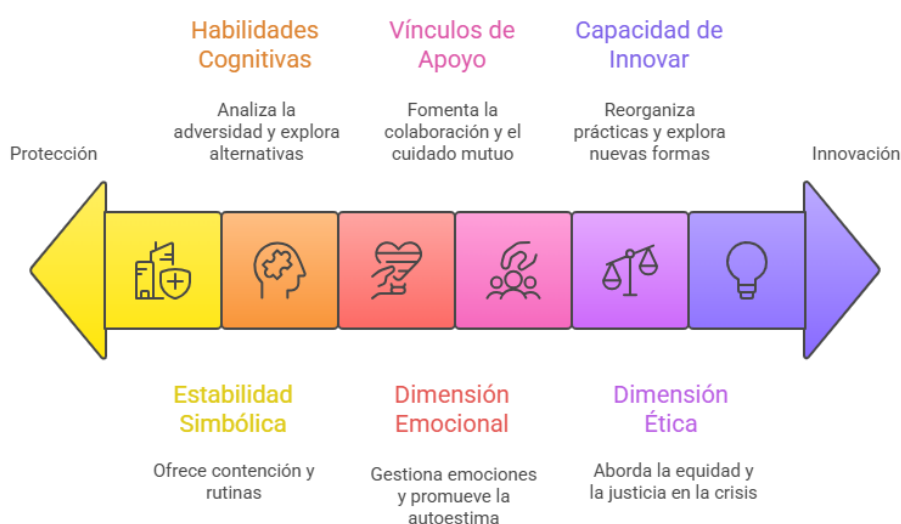 Habilidades
Cognitivas
Analiza la
adversidad y explora
alternativas
Vínculos de
Apoyo
Fomenta la
colaboración y el
cuidado mutuo
Capacidad de
Innovar
Reorganiza
prácticas y explora
nuevas formas
Protección
Innovación
Estabilidad
Simbólica
Ofrece contención y
rutinas
Dimensión
Emocional
Gestiona emociones
y promueve la
autoestima
Dimensión
Ética
Aborda la equidad y
la justicia en la crisis